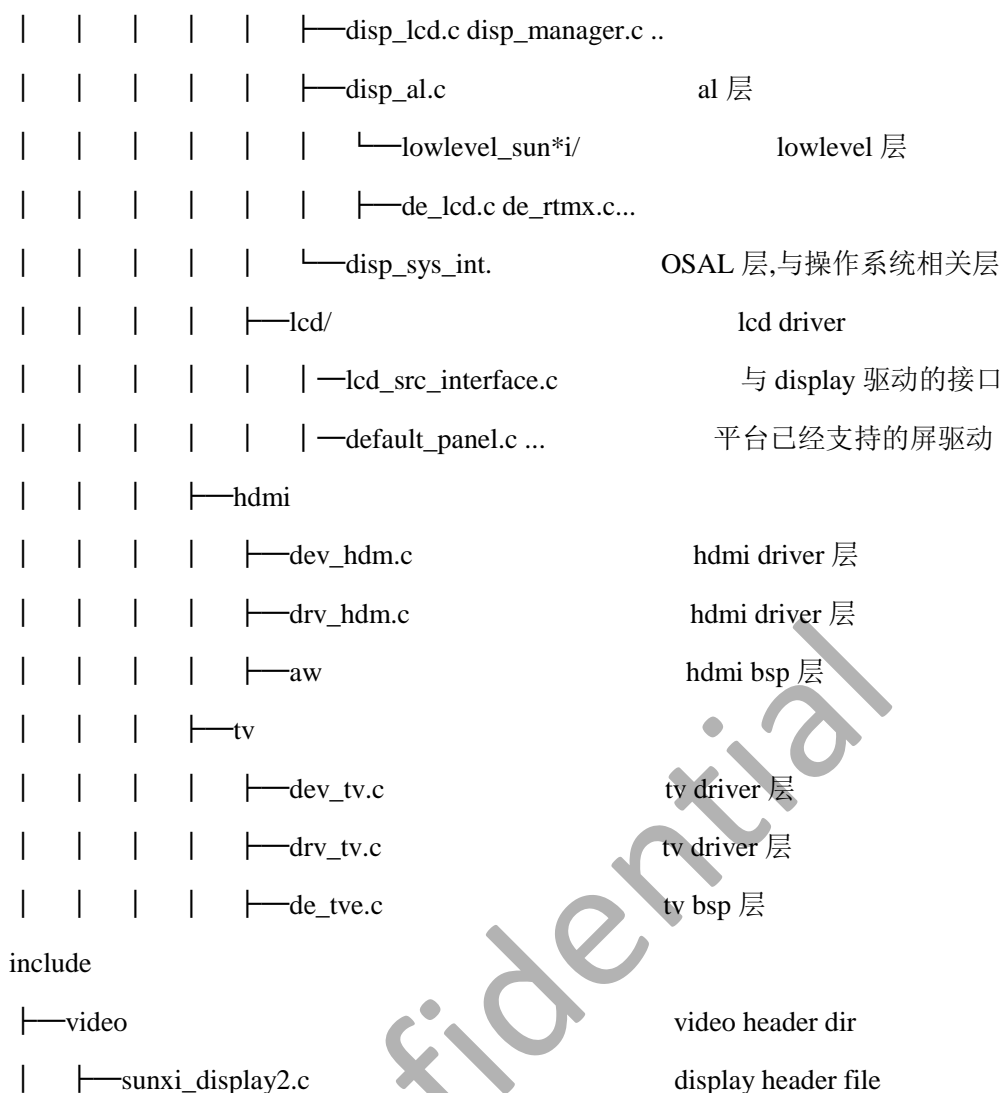 │ │ │ │ │ ├──disp_lcd.c disp_manager.c ..
│ │ │ │ │ ├──disp_al.c al 层
│ │ │ │ │ │ └──lowlevel_sun*i/ lowlevel 层
│ │ │ │ │ │ ├──de_lcd.c de_rtmx.c...
│ │ │ │ │ └──disp_sys_int. OSAL 层,与操作系统相关层
│ │ │ │ ├──lcd/ lcd driver
│ │ │ │ │ │─lcd_src_interface.c 与 display 驱动的接口
│ │ │ │ │ │─default_panel.c ... 平台已经支持的屏驱动
│ │ │ ├──hdmi
│ │ │ │ ├──dev_hdm.c hdmi driver 层
│ │ │ │ ├──drv_hdm.c hdmi driver 层
│ │ │ │ ├──aw hdmi bsp 层
│ │ │ ├──tv
│ │ │ │ ├──dev_tv.c tv driver 层
│ │ │ │ ├──drv_tv.c tv driver 层
│ │ │ │ ├──de_tve.c tv bsp 层
include
├──video video header dir
│ ├──sunxi_display2.c display header file
fidential